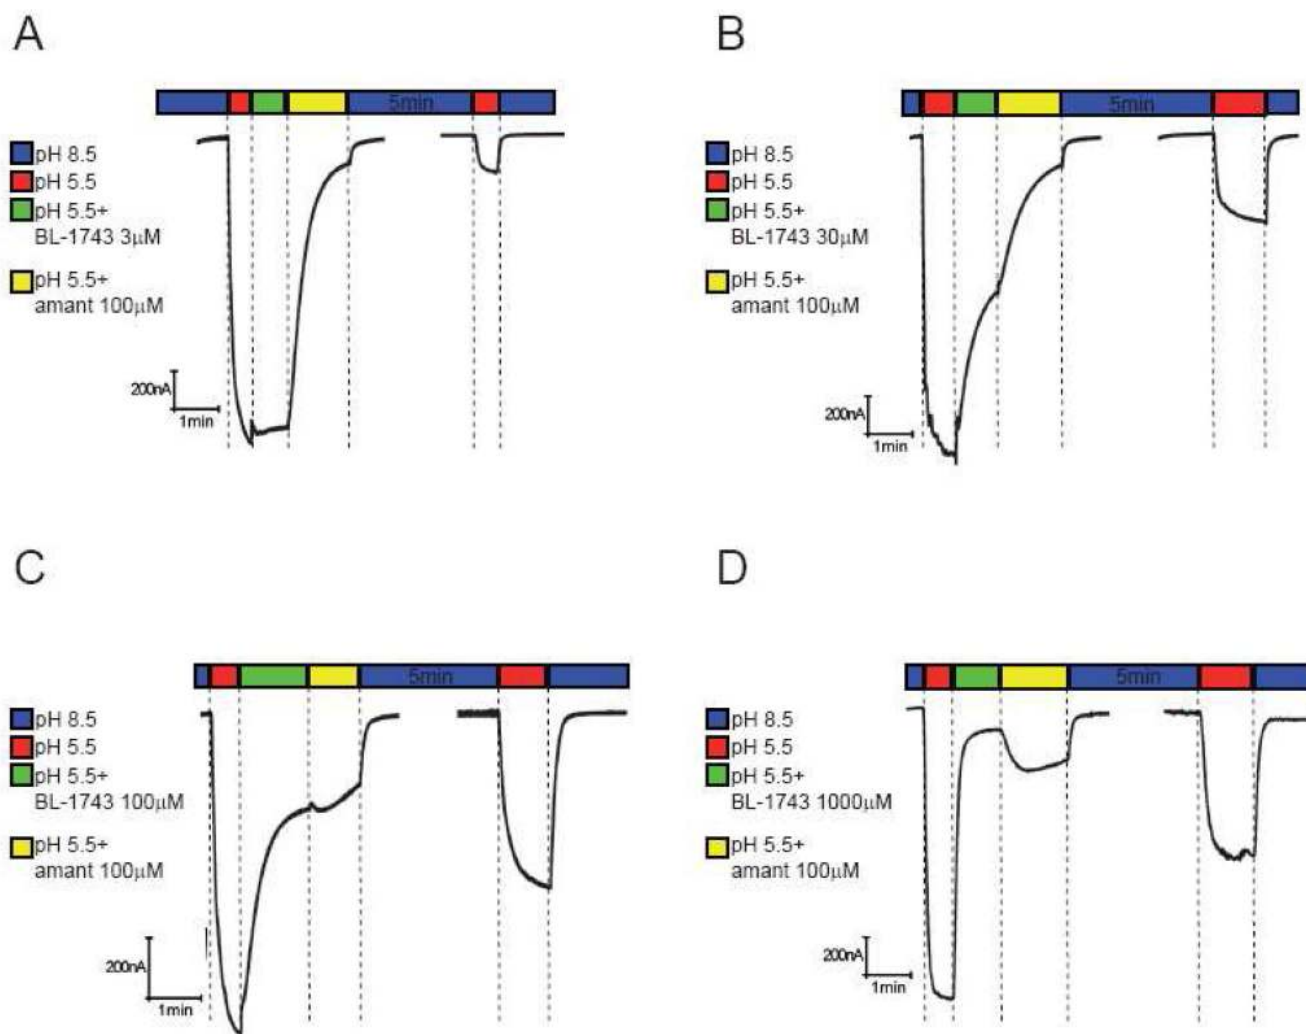 A
5min
pH 8.5
pH 5.5
pH 5.5+
BL-1743 3μM
pH 5.5+
amant 100μM
200nA
1min
B
5min
pH 8.5
pH 5.5
pH 5.5+
BL-1743 30μM
pH 5.5+
amant 100μM
200nA
1min
C
5min
pH 8.5
pH 5.5
pH 5.5+
BL-1743 100μM
pH 5.5+
amant 100μM
200nA
1min
D
5min
pH 8.5
pH 5.5
pH 5.5+
BL-1743 1000μM
pH 5.5+
amant 100μM
200nA
1min